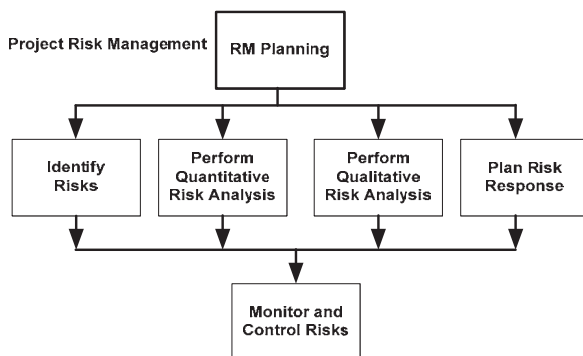 Project Risk Management
RM Planning
Identify
Risks
Perform
Quantitative
Risk Analysis
Perform
Qualitative
Risk Analysis
Plan Risk
Response
Monitor and
Control Risks